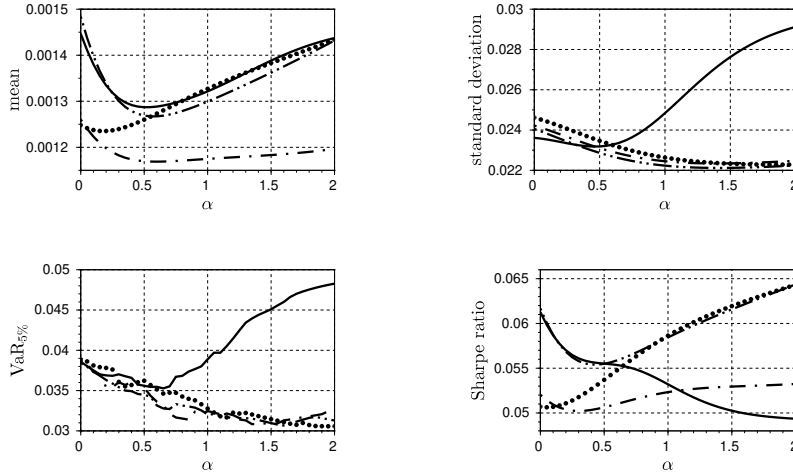 0.0015
0.0014
0.0013
0.0012
mean
0 0.5 1 1.5 2
α
0.03
0.028
0.026
0.024
0.022
standard deviation
0 0.5 1 1.5 2
α
0.05
0.045
0.04
0.035
0.03
VaR5%
0 0.5 1 1.5 2
α
0.065
0.06
0.055
0.05
Sharpe ratio
0 0.5 1 1.5 2
α